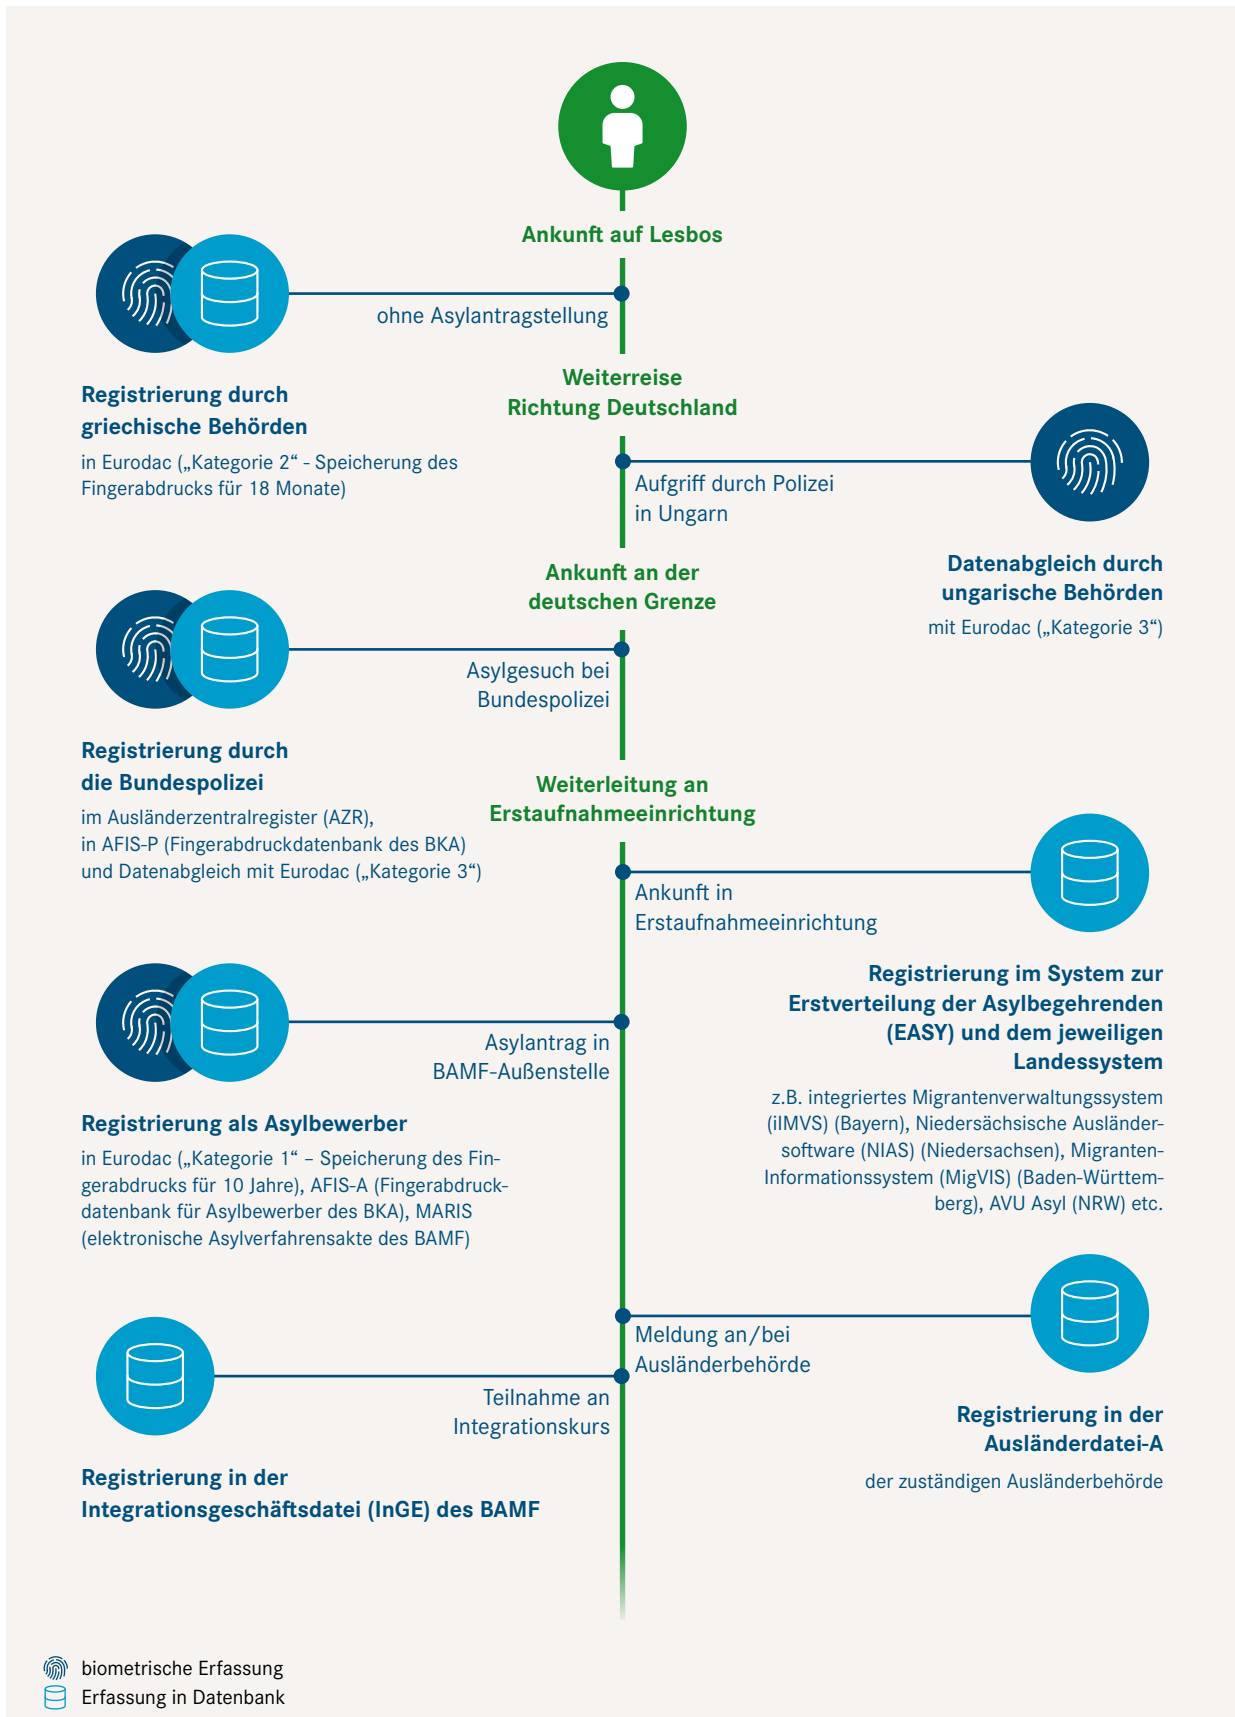 Ankunft auf Lesbos
ohne Asylantragstellung
Registrierung durch
griechische Behörden
in Eurodac („Kategorie 2“ - Speicherung des
Fingerabdrucks für 18 Monate)
Weiterreise
Richtung Deutschland
Aufgriff durch Polizei
in Ungarn
Datenabgleich durch
ungarische Behörden
mit Eurodac („Kategorie 3“)
Ankunft an der
deutschen Grenze
Asylgesuch bei
Bundespolizei
Registrierung durch
die Bundespolizei
im Ausländerzentralregister (AZR),
in AFIS-P (Fingerabdruckdatenbank des BKA)
und Datenabgleich mit Eurodac („Kategorie 3“)
Weiterleitung an
Erstaufnahmeeinrichtung
Ankunft in
Erstaufnahmeeinrichtung
Registrierung im System zur
Erstverteilung der Asylbegehrenden
(EASY) und dem jeweiligen
Landessystem
z.B. integriertes Migrantenverwaltungssystem
(iIMVS) (Bayern), Niedersächsische Ausländer-
software (NIAS) (Niedersachsen), Migranten-
Informationssystem (MigVIS) (Baden-Württem-
berg), AVU Asyl (NRW) etc.
Asylantrag in
BAMF-Außenstelle
Registrierung als Asylbewerber
in Eurodac („Kategorie 1“ – Speicherung des Fin-
gerabdrucks für 10 Jahre), AFIS-A (Fingerabdruck-
datenbank für Asylbewerber des BKA), MARIS
(elektronische Asylverfahrensakte des BAMF)
Meldung an/bei
Ausländerbehörde
Registrierung in der
Ausländerdatei-A
der zuständigen Ausländerbehörde
Teilnahme an
Integrationskurs
Registrierung in der
Integrationsgeschäftsdatei (InGE) des BAMF
biometrische Erfassung
Erfassung in Datenbank